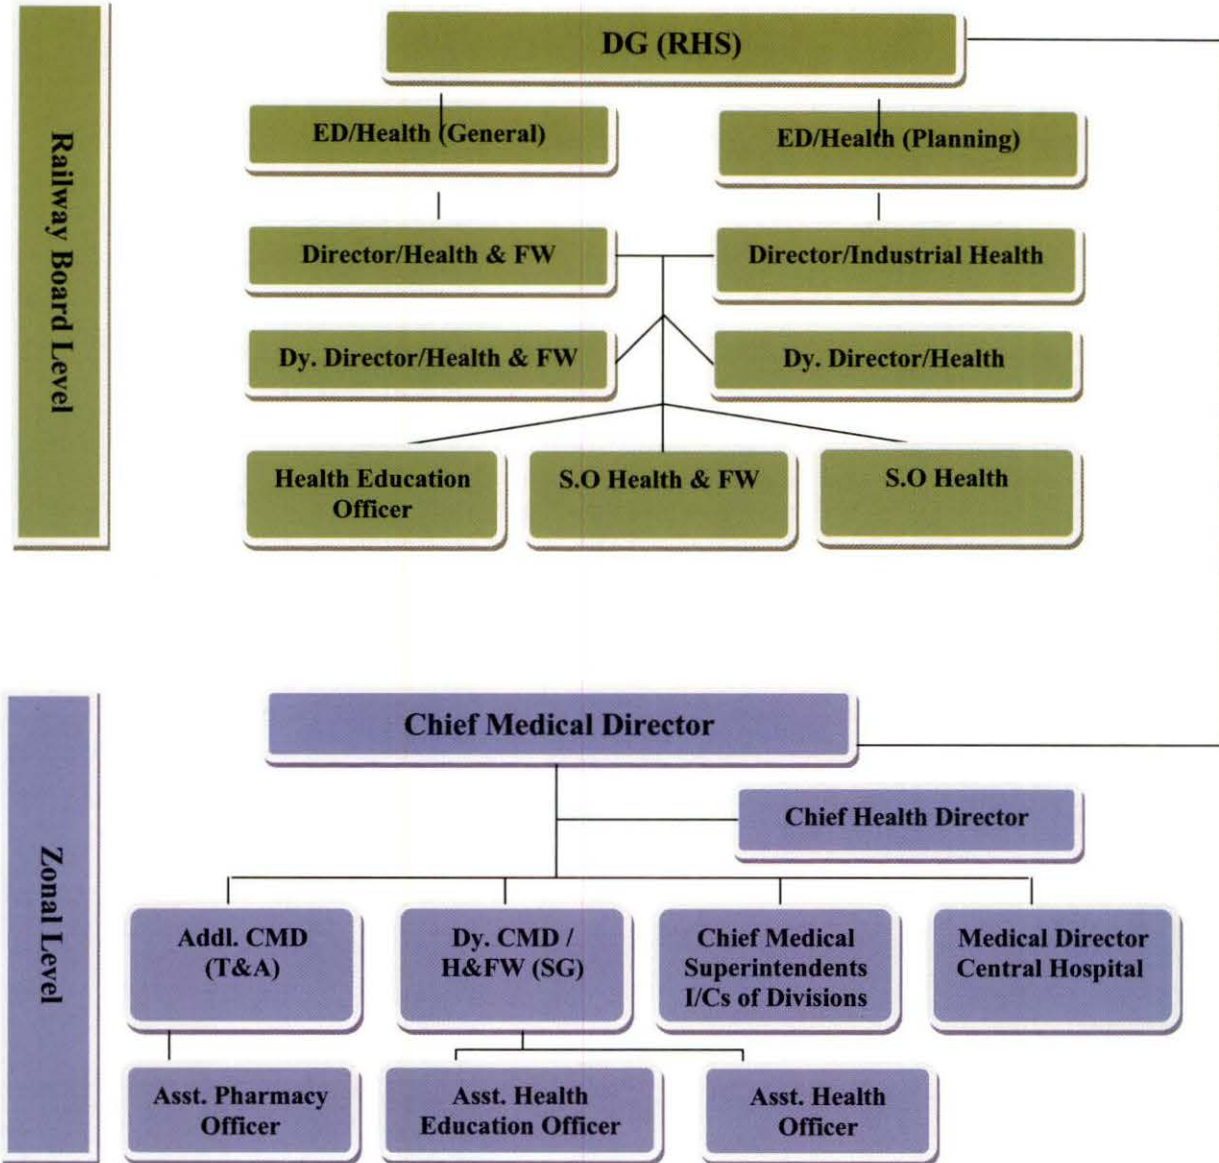 Railway Board Level
DG (RHS)
ED/Health (General)
ED/Health (Planning)
Director/Health & FW
Director/Industrial Health
Dy. Director/Health & FW
Dy. Director/Health
Health Education
Officer
S.O Health & FW
S.O Health
Zonal Level
Chief Medical Director
Chief Health Director
Addl. CMD
(T&A)
Dy. CMD /
H&FW (SG)
Chief Medical
Superintendents
I/Cs of Divisions
Medical Director
Central Hospital
Asst. Pharmacy
Officer
Asst. Health
Education Officer
Asst. Health
Officer